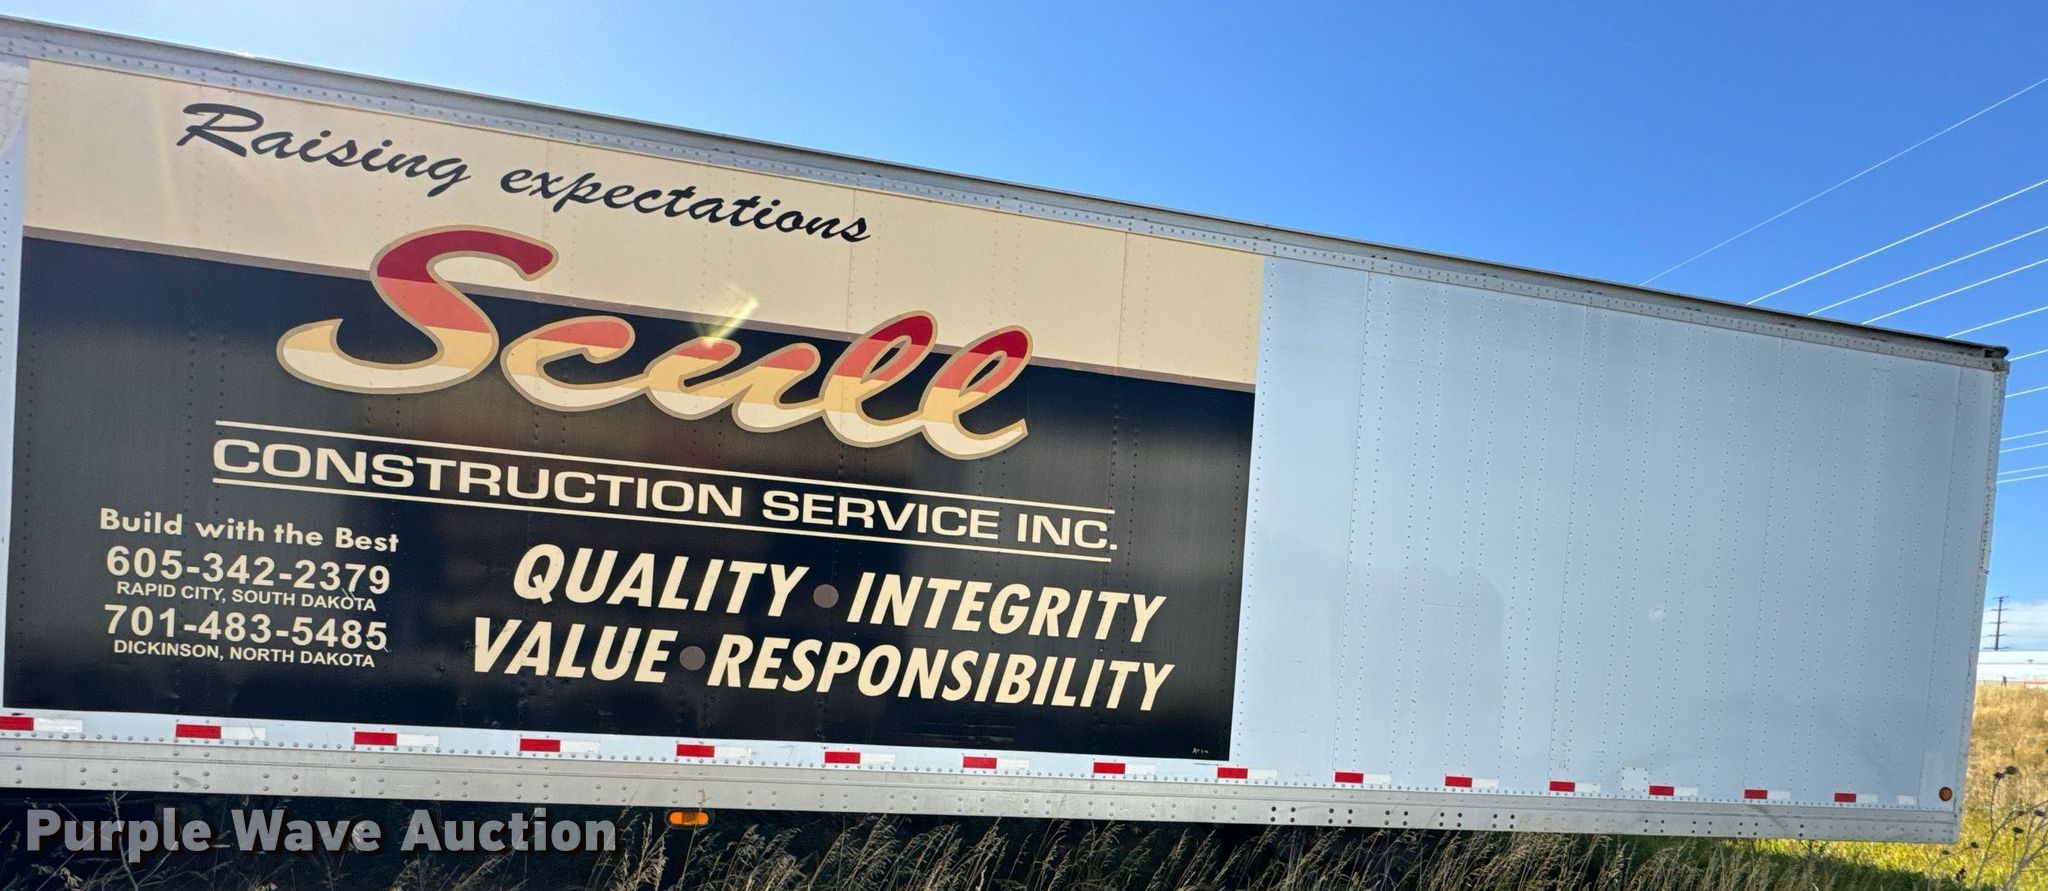 Raising expectations
Scull
CONSTRUCTION SERVICE INC.
Build with the Best
605-342-2379
RAPID CITY, SOUTH DAKOTA
701-483-5485
DICKINSON, NORTH DAKOTA
QUALITY • INTEGRITY
VALUE • RESPONSIBILITY
Purple Wave Auction